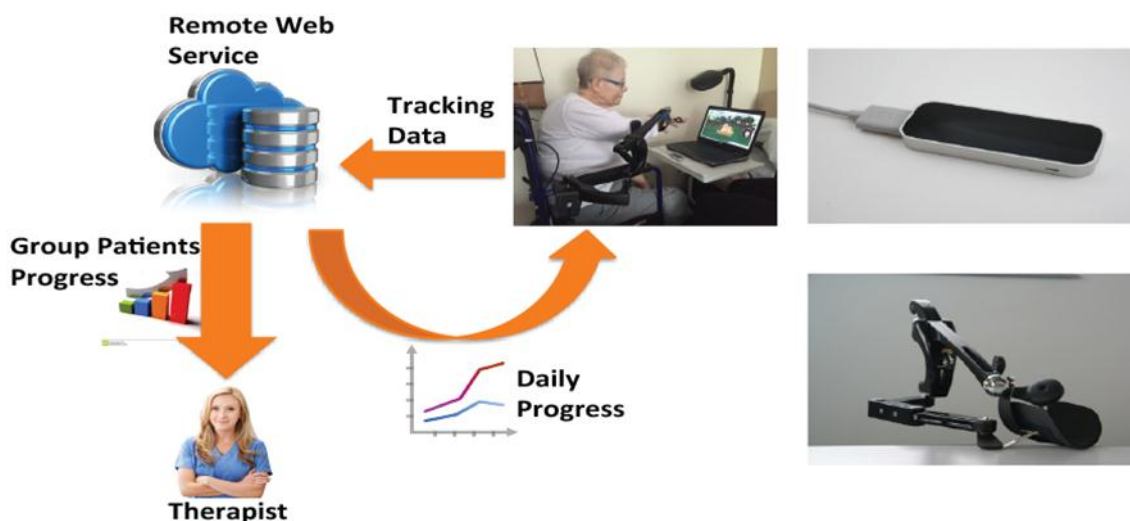 Remote Web
Service
Tracking
Data
Group Patients
Progress
Daily
Progress
Therapist